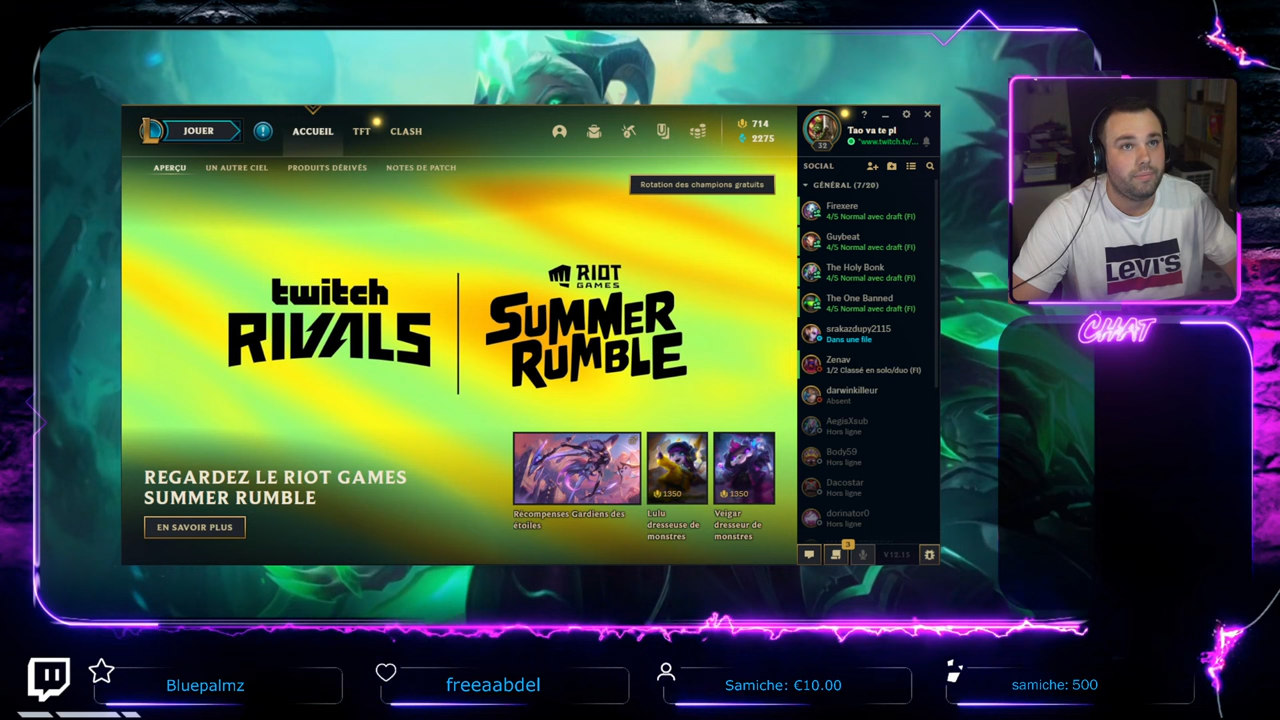 JOUER
ACCUEIL
TFT
CLASH
714
2275
APERÇU
UN AUTRE CIEL
PRODUITS DÉRIVÉS
NOTES DE PATCH
Rotation des champions gratuits
twitch
RIVALS
RIOT
GAMES
SUMMER
RUMBLE
REGARDEZ LE RIOT GAMES
SUMMER RUMBLE
EN SAVOIR PLUS
Récompenses Gardiens des
étoiles
1350
Lulu
dresseuse de
monstres
1350
Veigar
dresseur de
monstres
?
32
Tao va te pl
"www.twitch.tv/...
SOCIAL
GÉNÉRAL (7/20)
Firexere
4/5 Normal avec draft (FI)
Guybeat
4/5 Normal avec draft (FI)
The Holy Bonk
4/5 Normal avec draft (FI)
The One Banned
4/5 Normal avec draft (FI)
srakazdupy2115
Dans une file
Zenav
1/2 Classé en solo/duo (FI)
darwinkilleur
Absent
AegisXsub
Hors ligne
Body59
Hors ligne
Dacostar
Hors ligne
dorinator0
Hors ligne
3
V12.15
LEVI'S
CHAT
Bluepalmz
freeaabdel
Samiche: €10.00
samiche: 500